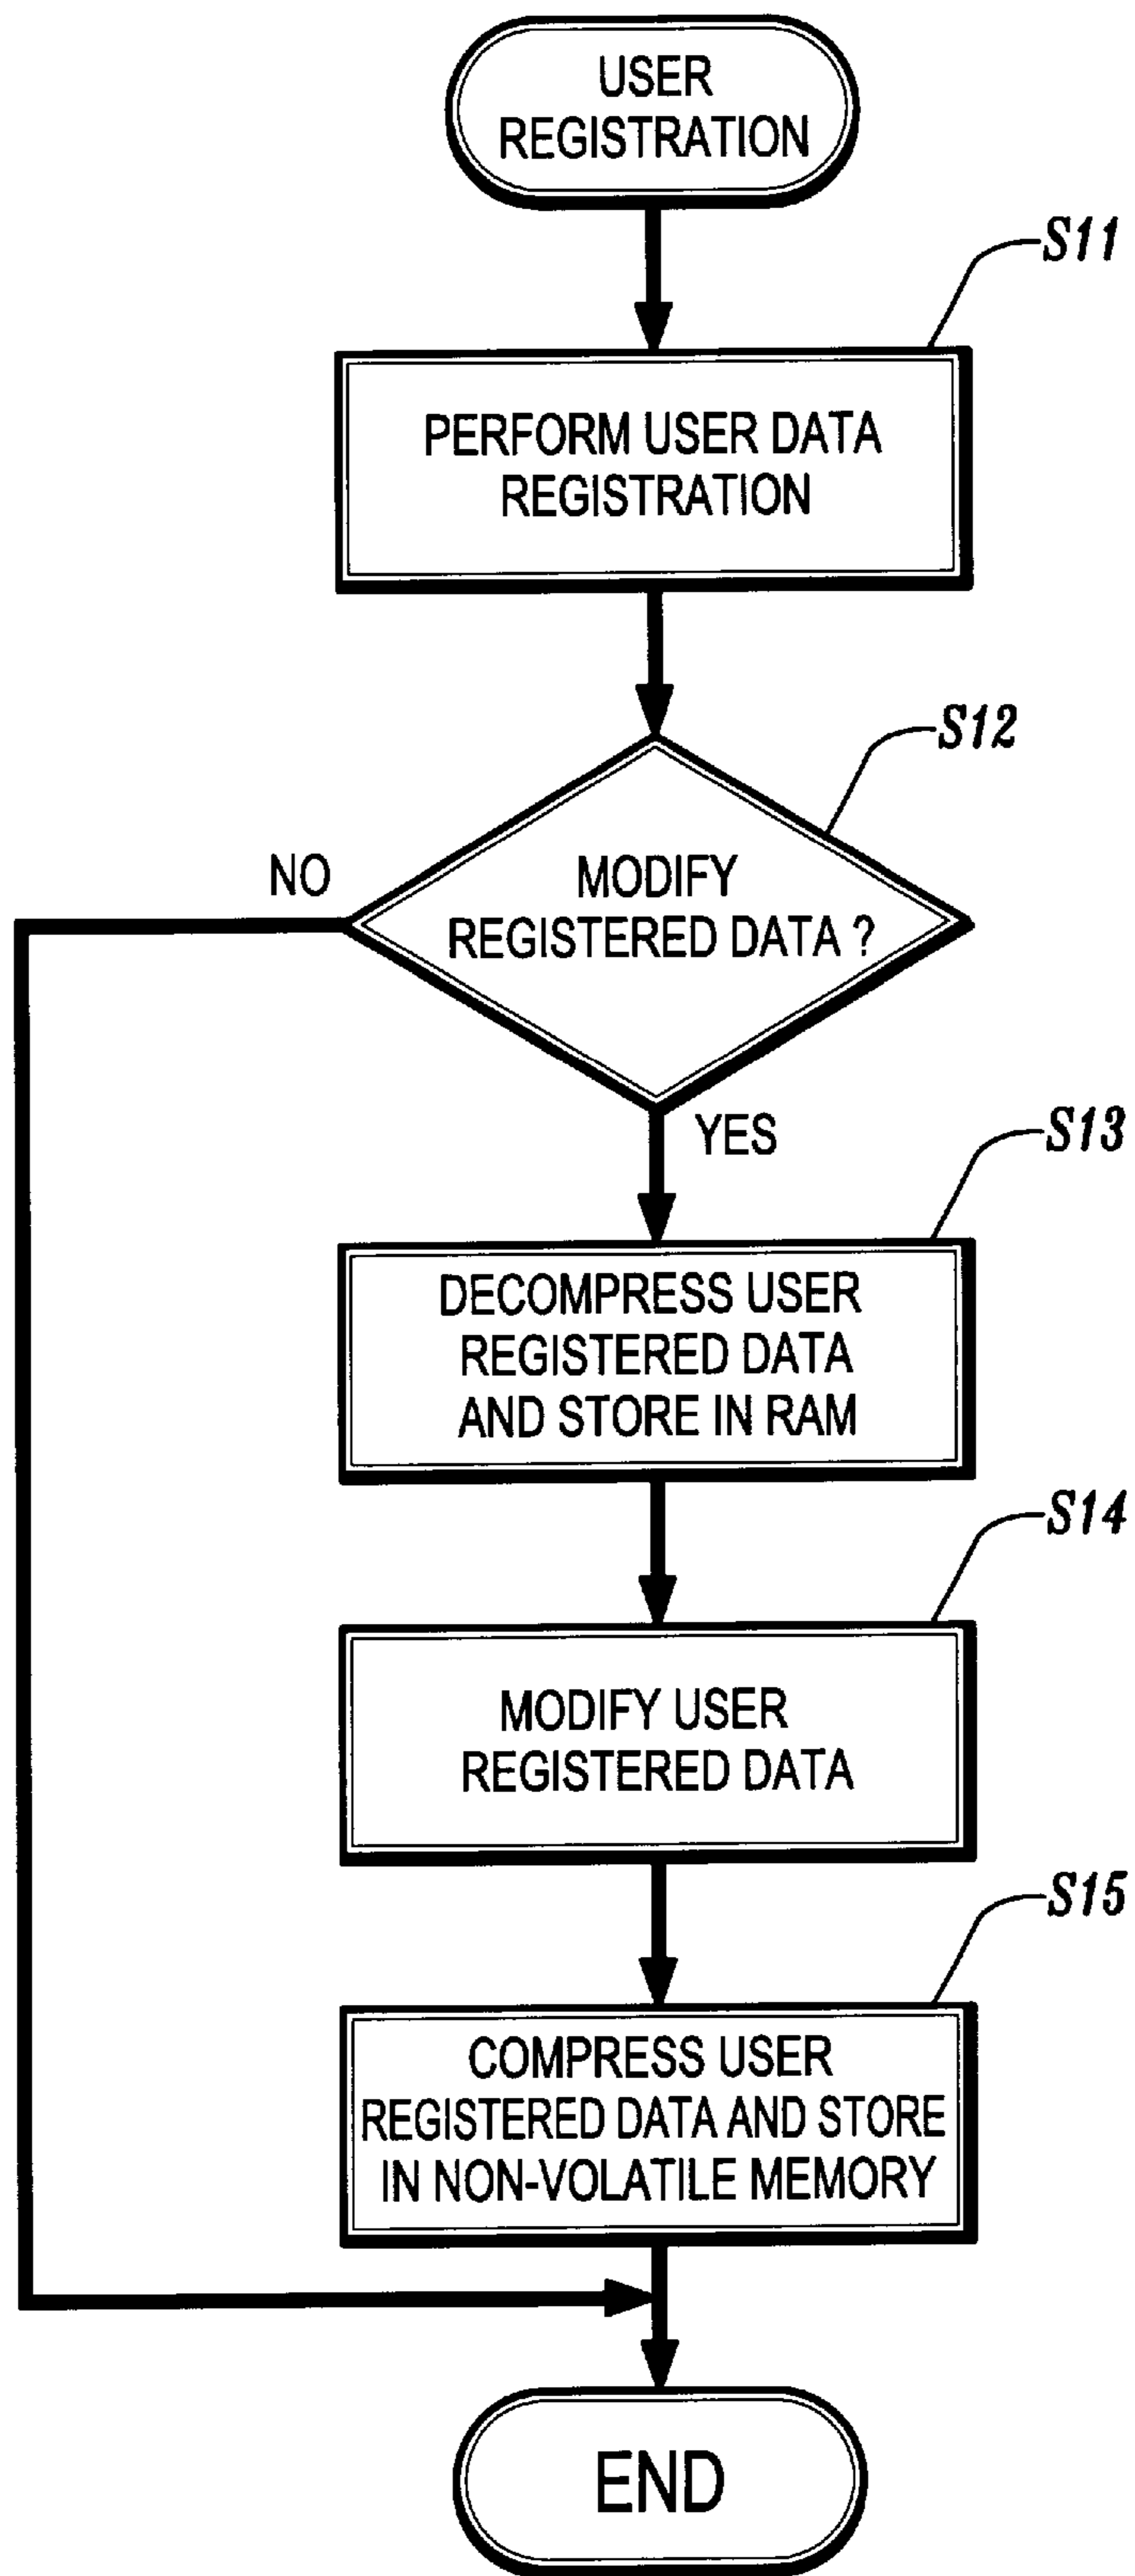 USER
REGISTRATION
S11
PERFORM USER DATA
REGISTRATION
S12
NO
MODIFY
REGISTERED DATA ?
YES
S13
DECOMPRESS USER
REGISTERED DATA
AND STORE IN RAM
S14
MODIFY USER
REGISTERED DATA
S15
COMPRESS USER
REGISTERED DATA AND STORE
IN NON-VOLATILE MEMORY
END